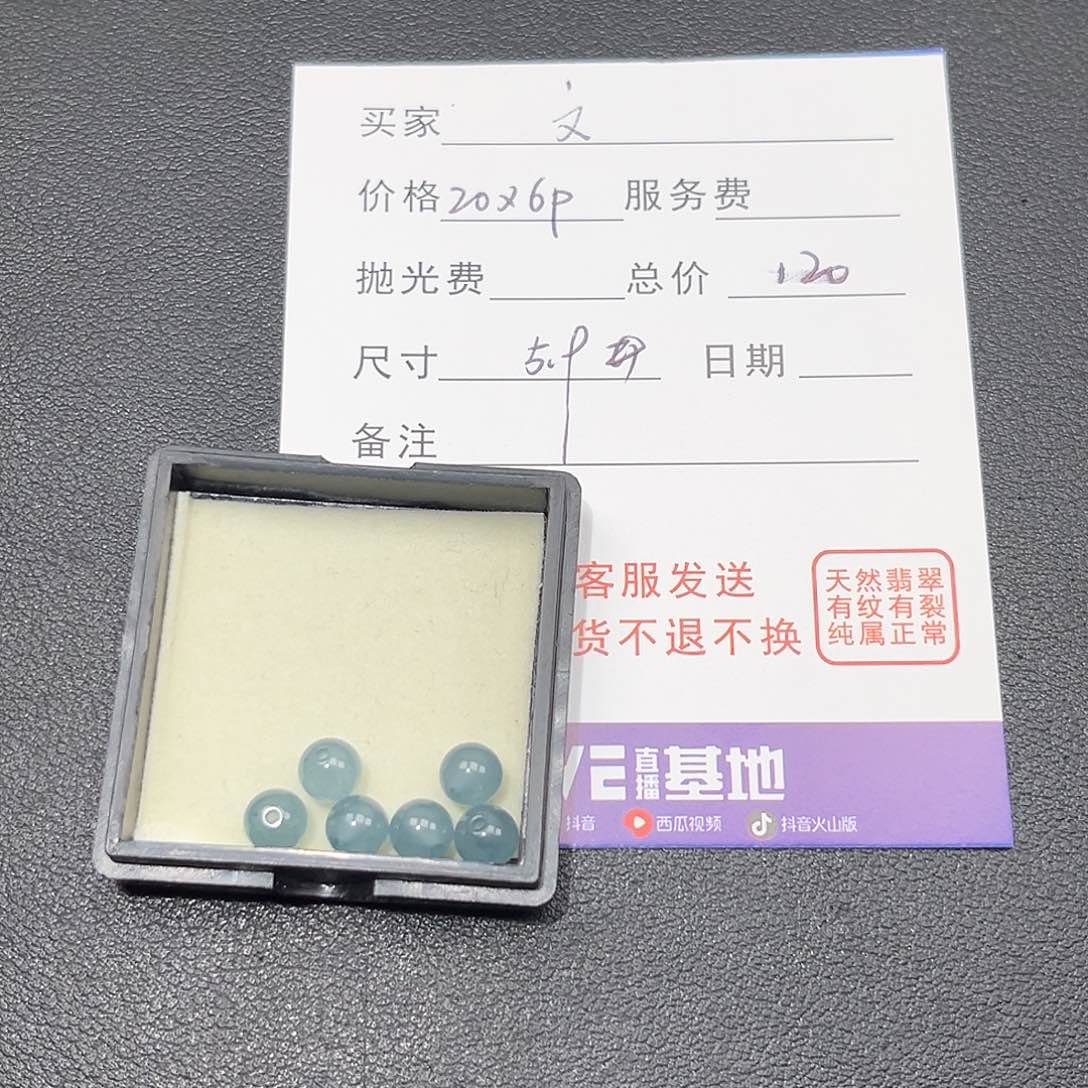 买家 文
价格 20x6p 服务费
抛光费 总价 120
尺寸 日期
备注
客服发送
货不退不换
天然翡翠
有纹有裂
纯属正常
VE 直播 基地
抖音 西瓜视频 抖音火山版